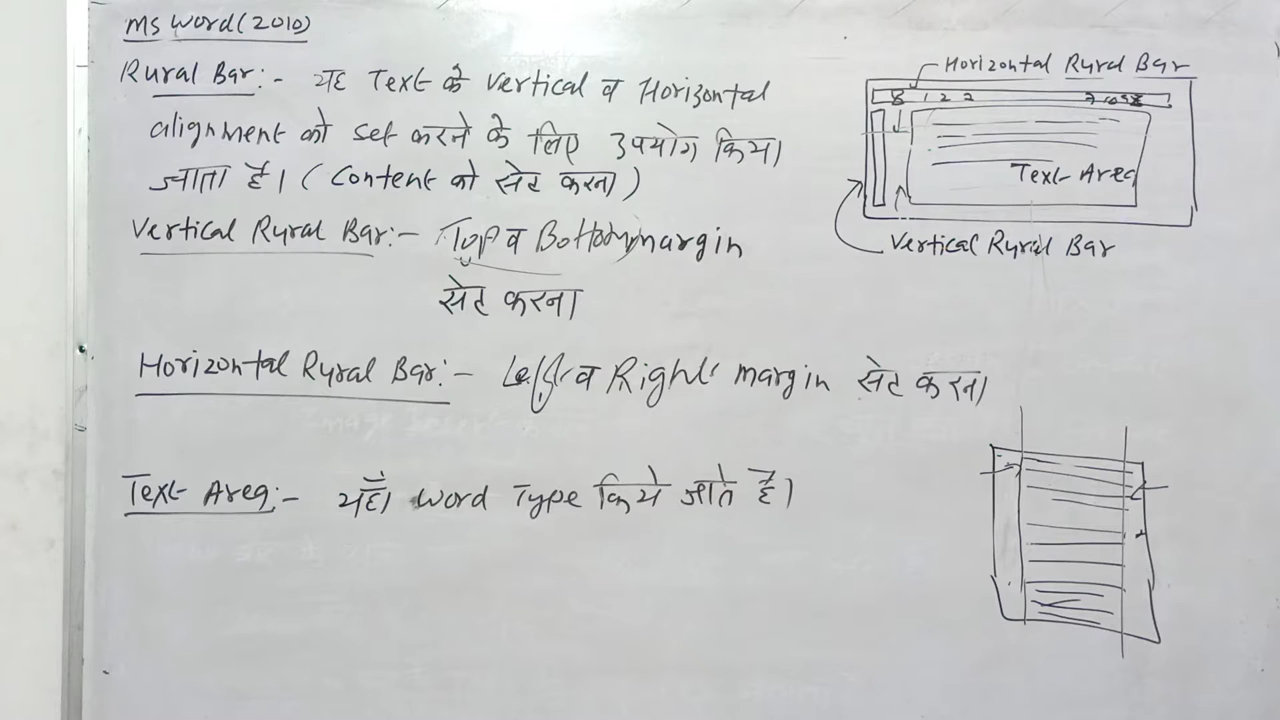 MS Word(2010)
Rural Bar:- यह Text के Vertical व Horizontal
alignment को set करने के लिए उपयोग किया
जाता है। (Content को सेट करना)
Vertical Rural Bar:- Top व Bottom margin
सेट करना
Horizontal Rural Bar:- Left व Right margin सेट करना
Text Area:- यहाँ Word Type किये जाते है।
Horizontal Rural Bar
1 2
Text Area
Vertical Rural Bar